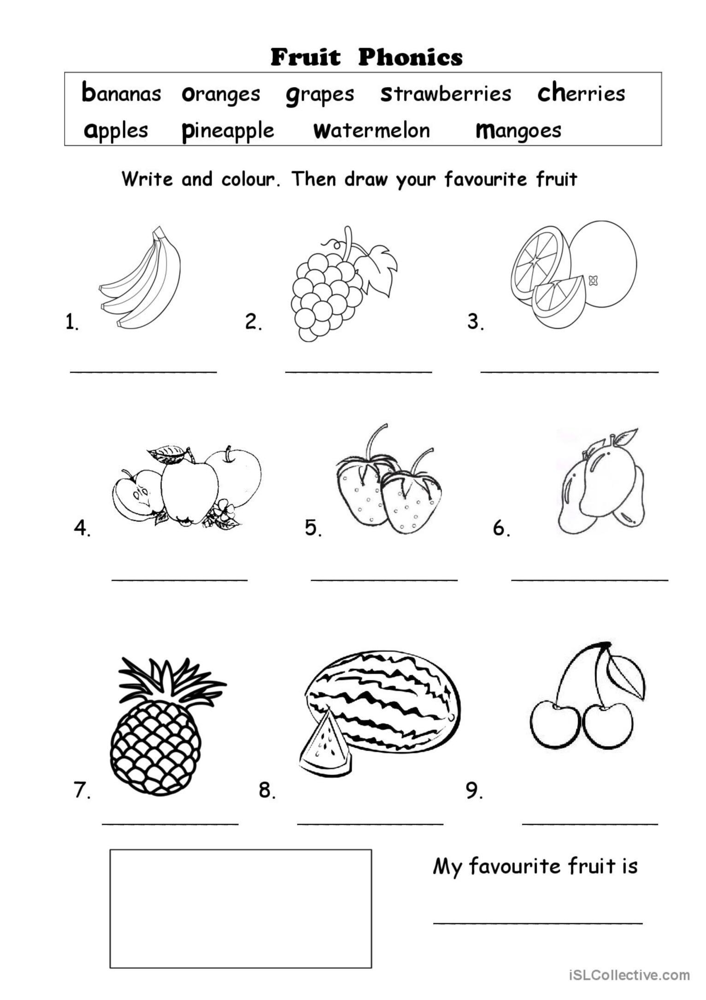 Fruit Phonics
bananas oranges grapes strawberries cherries
apples pineapple watermelon mangoes
Write and colour. Then draw your favourite fruit
1. 2. 3.
4. 5. 6.
7. 8. 9.
My favourite fruit is
iSLCollective.com